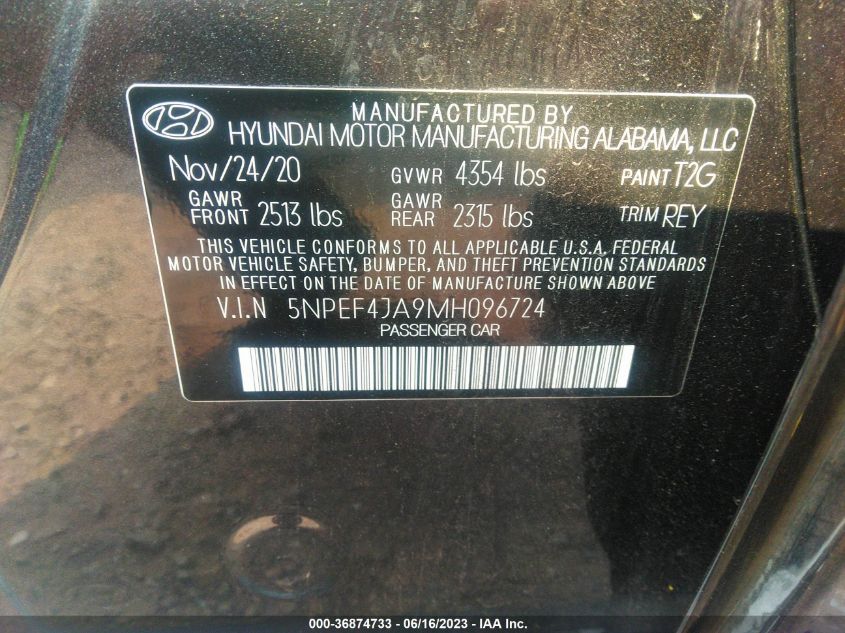 MANUFACTURED BY
HYUNDAI MOTOR MANUFACTURING ALABAMA, LLC
Nov/24/20 GVWR 4354 lbs PAINT T2G
GAWR FRONT 2513 lbs GAWR REAR 2315 lbs TRIM REY
THIS VEHICLE CONFORMS TO ALL APPLICABLE U.S.A. FEDERAL
MOTOR VEHICLE SAFETY, BUMPER, AND THEFT PREVENTION STANDARDS
IN EFFECT ON THE DATE OF MANUFACTURE SHOWN ABOVE
V.I.N 5NPEF4JA9MH096724
PASSENGER CAR
000-36874733 - 06/16/2023 - IAA Inc.